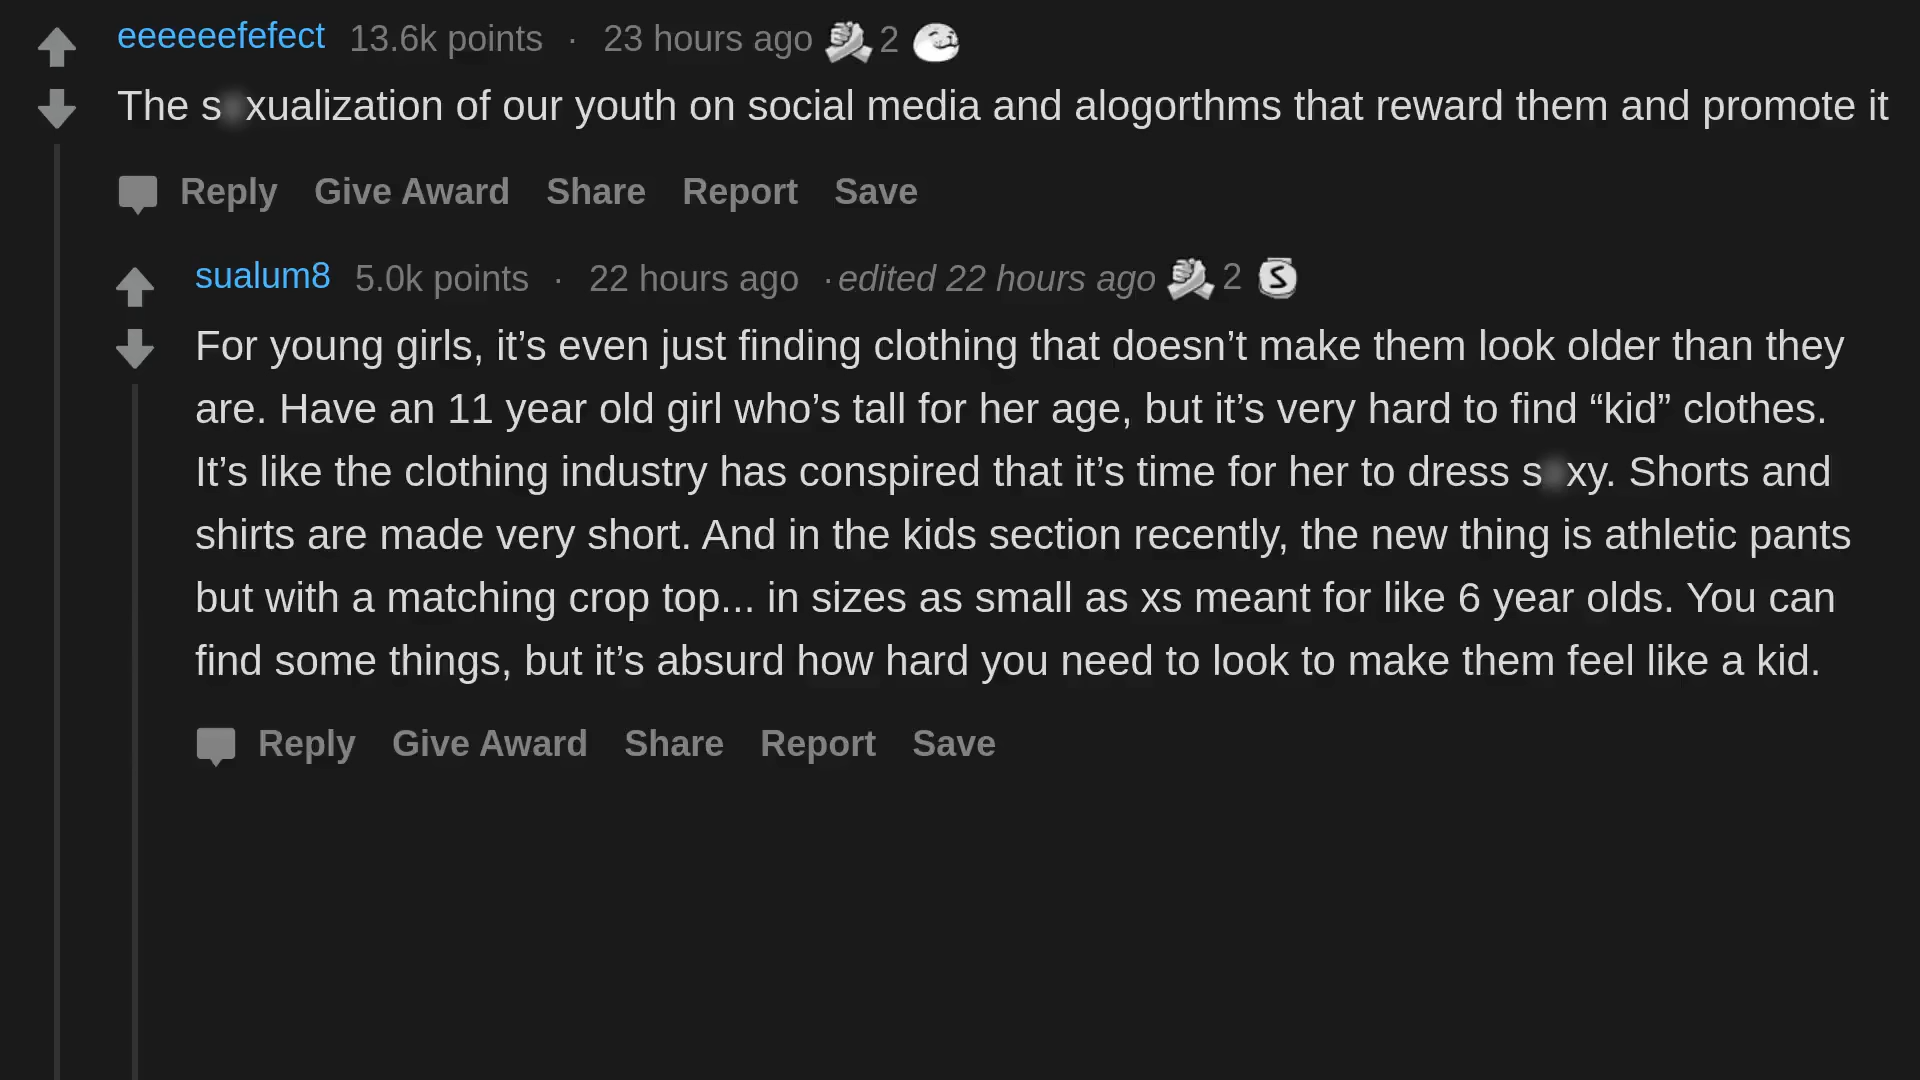 eeeeeefefect 13.6k points · 23 hours ago 2
The s xualization of our youth on social media and alogorthms that reward them and promote it
Reply Give Award Share Report Save
sualum8 5.0k points · 22 hours ago · edited 22 hours ago 2 S
For young girls, it’s even just finding clothing that doesn’t make them look older than they
are. Have an 11 year old girl who’s tall for her age, but it’s very hard to find “kid” clothes.
It’s like the clothing industry has conspired that it’s time for her to dress s xy. Shorts and
shirts are made very short. And in the kids section recently, the new thing is athletic pants
but with a matching crop top... in sizes as small as xs meant for like 6 year olds. You can
find some things, but it’s absurd how hard you need to look to make them feel like a kid.
Reply Give Award Share Report Save